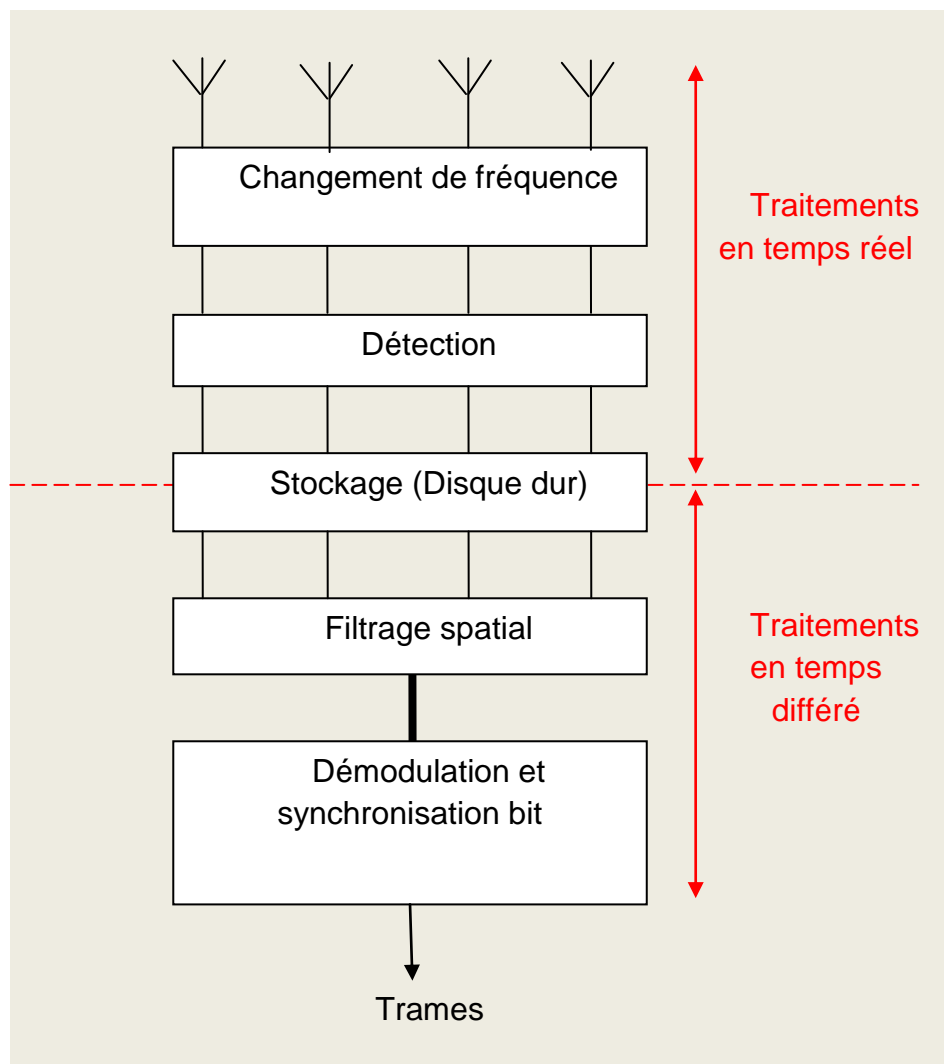 Changement de fréquence
Traitements
en temps réel
Détection
Stockage (Disque dur)
Filtrage spatial
Traitements
en temps
différé
Démodulation et
synchronisation bit
Trames